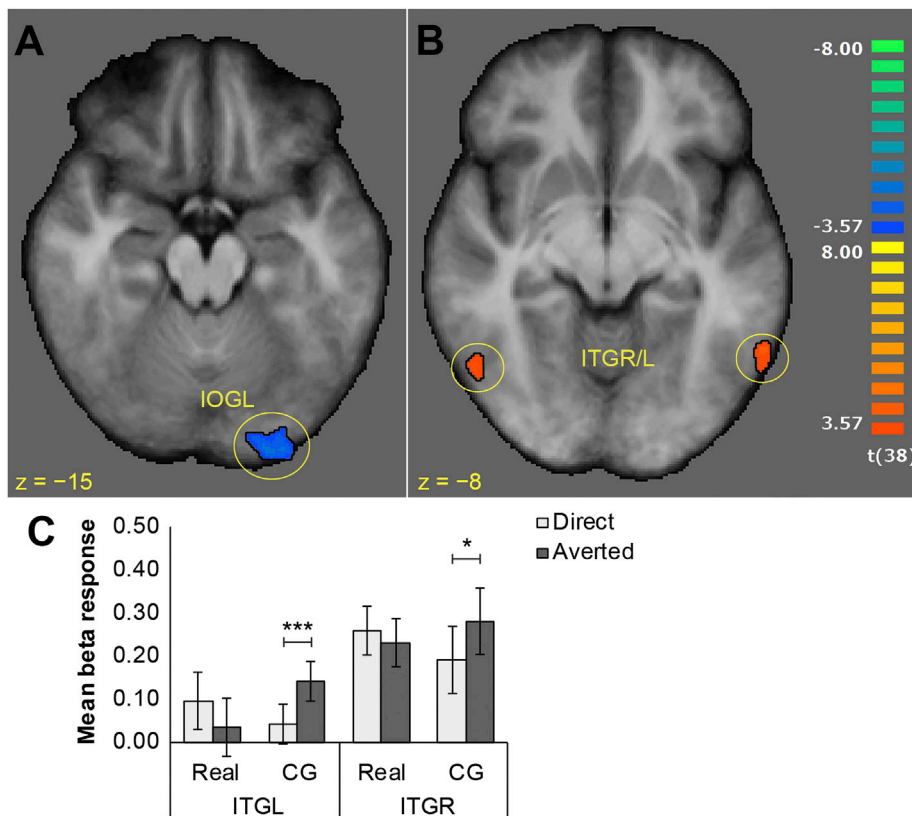 A
B
-8.00
-3.57
8.00
3.57
t(38)
IOGL
z = −15
ITGR/L
z = −8
C
Direct
Averted
Mean beta response
0.50
0.40
0.30
0.20
0.10
0.00
***
*
Real CG Real CG
ITGL ITGR